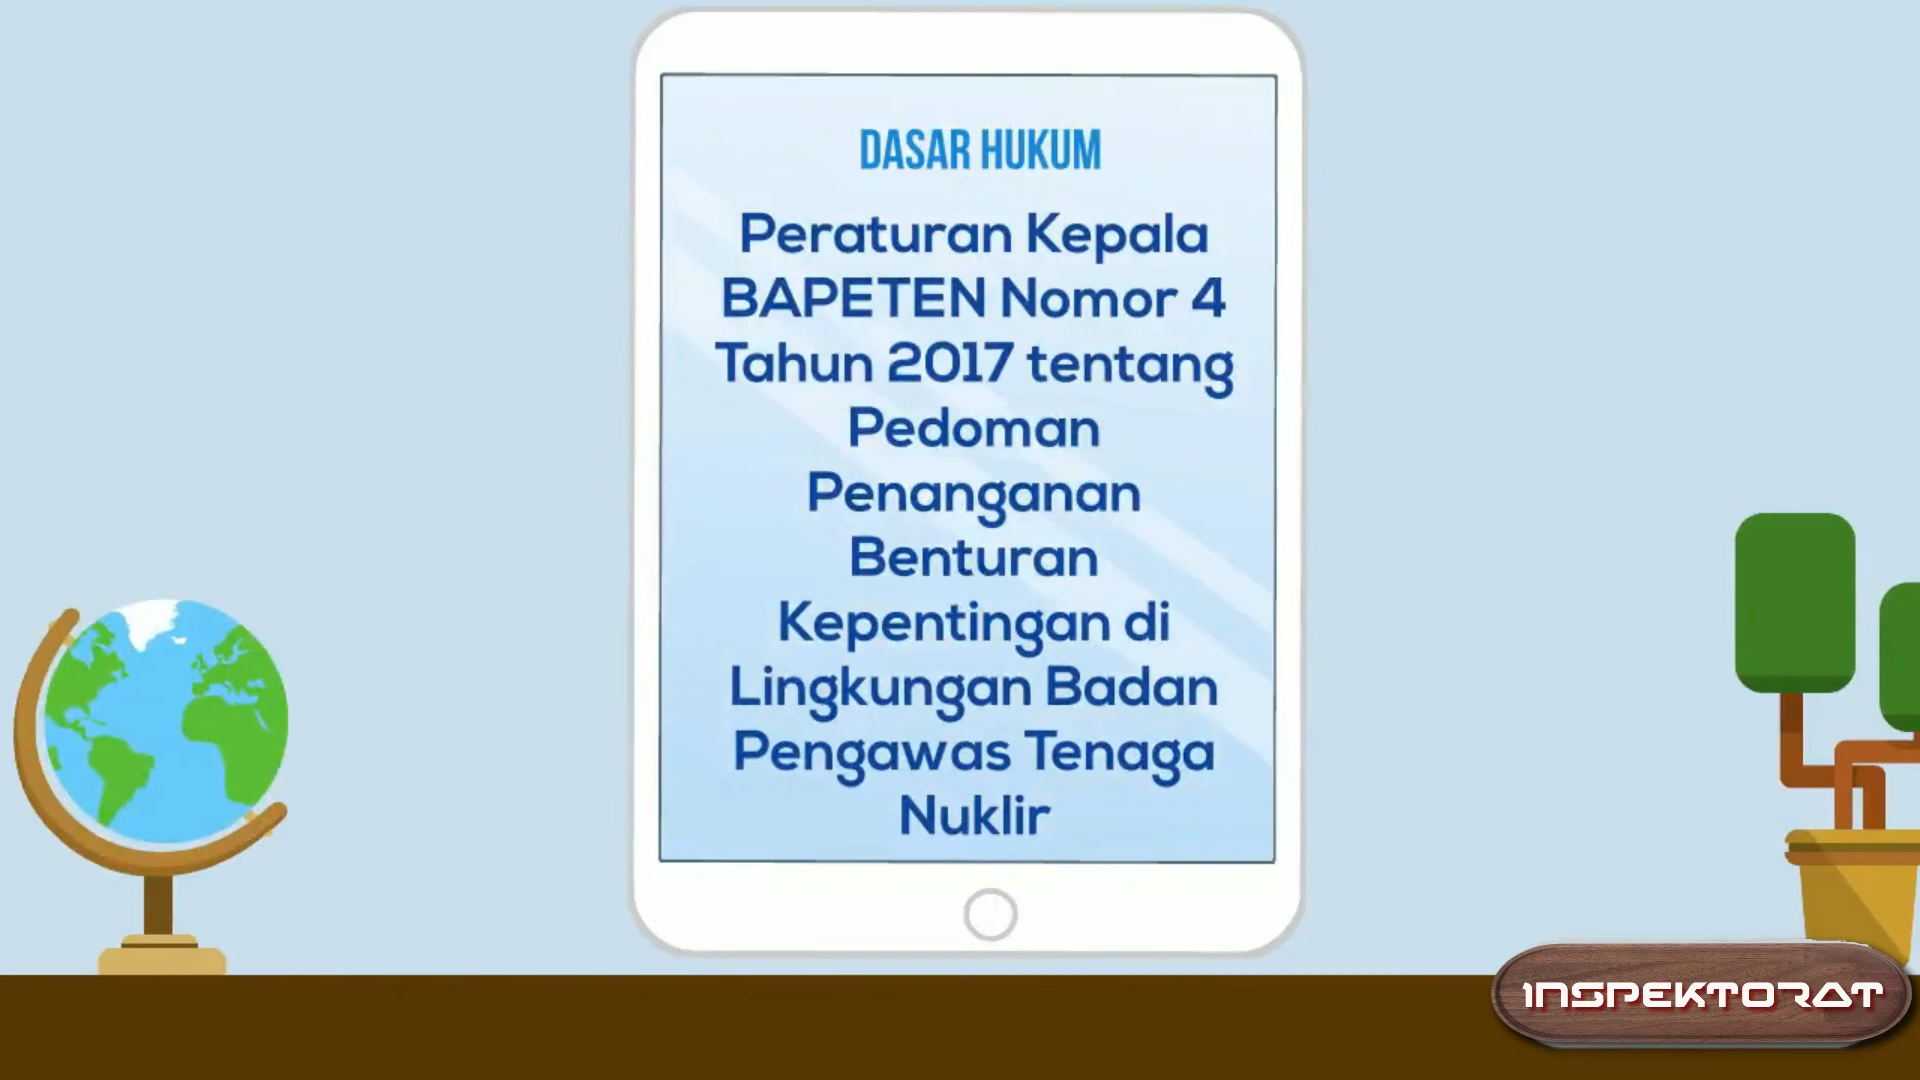 DASAR HUKUM
Peraturan Kepala
BAPETEN Nomor 4
Tahun 2017 tentang
Pedoman
Penanganan
Benturan
Kepentingan di
Lingkungan Badan
Pengawas Tenaga
Nuklir
INSPEKTORAT